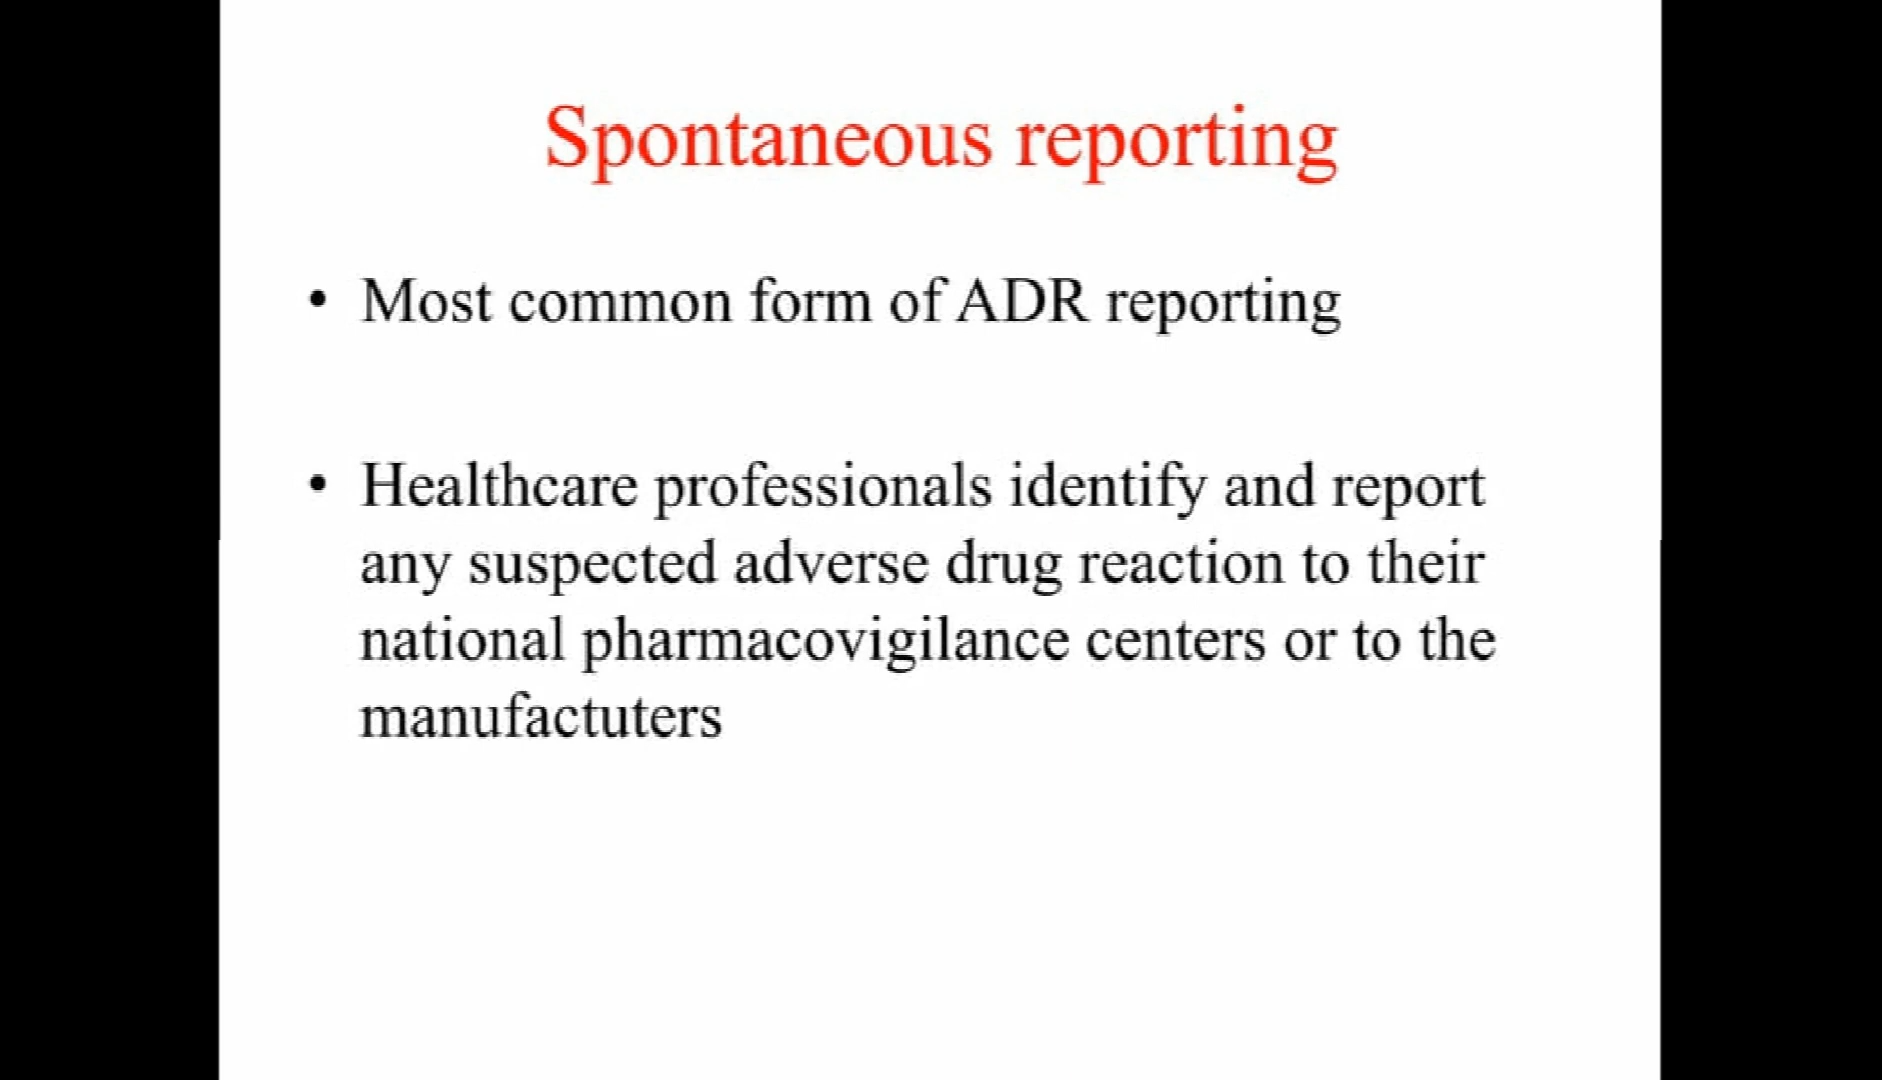 Spontaneous reporting
• Most common form of ADR reporting
• Healthcare professionals identify and report
any suspected adverse drug reaction to their
national pharmacovigilance centers or to the
manufactuters